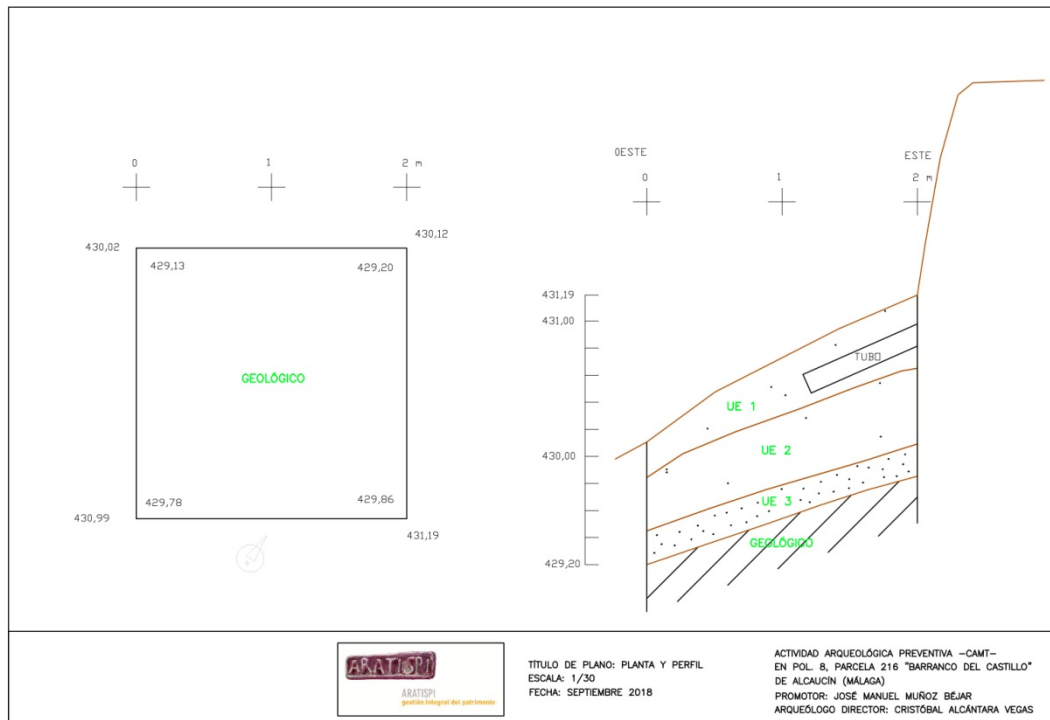 0 1 2 m
430,02 430,12
429,13 429,20
GEOLÓGICO
429,78 429,86
430,99 431,19
OESTE ESTE
0 1 2 m
431,19
431,00
TUBO
UE 1
430,00
UE 2
UE 3
GEOLÓGICO
429,20
ARATISPI
ARATISPI
gestión integral del patrimonio
TÍTULO DE PLANO: PLANTA Y PERFIL
ESCALA: 1/30
FECHA: SEPTIEMBRE 2018
ACTIVIDAD ARQUEOLÓGICA PREVENTIVA -CAMT-
EN POL. 8, PARCELA 216 "BARRANCO DEL CASTILLO"
DE ALCAUCÍN (MÁLAGA)
PROMOTOR: JOSÉ MANUEL MUÑOZ BÉJAR
ARQUEÓLOGO DIRECTOR: CRISTÓBAL ALCÁNTARA VEGAS